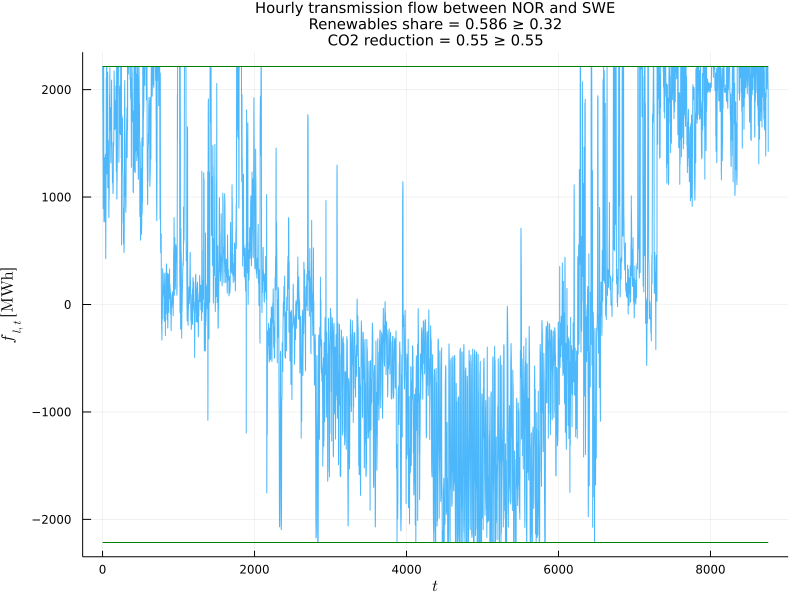 Hourly transmission flow between NOR and SWE
Renewables share = 0.586 ≥ 0.32
CO2 reduction = 0.55 ≥ 0.55
2000
1000
0
−1000
−2000
f_{l,t} [MWh]
0
2000
4000
6000
8000
t